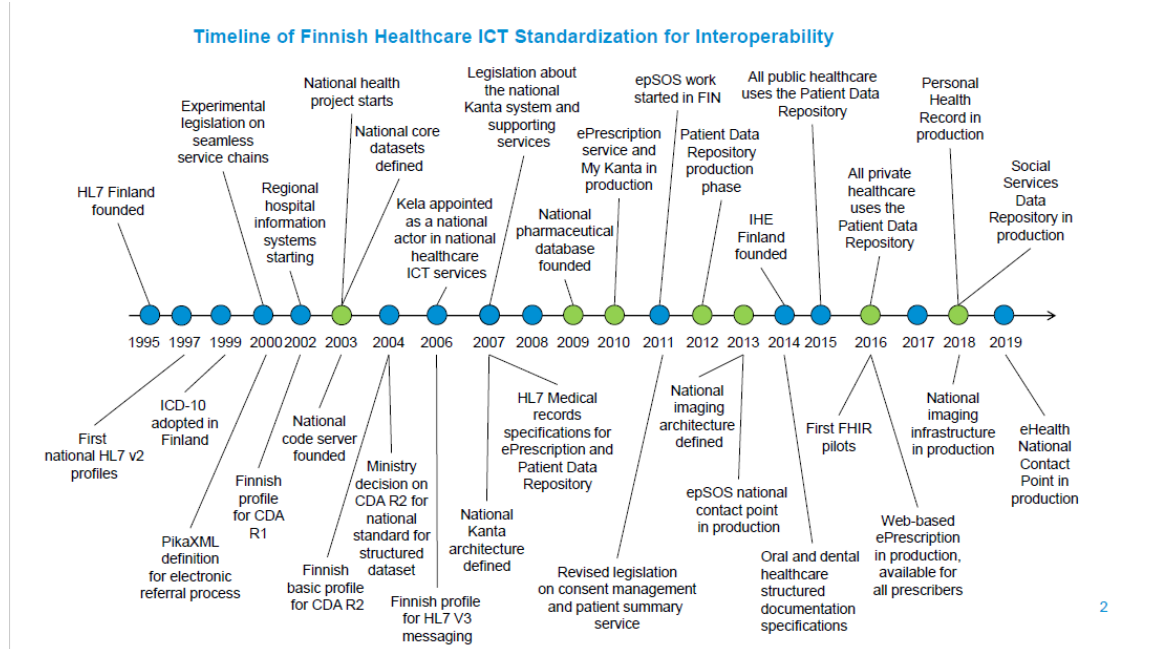 Timeline of Finnish Healthcare ICT Standardization for Interoperability
HL7 Finland
founded
Experimental
legislation on
seamless
service chains
Regional
hospital
information
systems
starting
National health
project starts
National core
datasets
defined
Kela appointed
as a national
actor in national
healthcare
ICT services
Legislation about
the national
Kanta system and
supporting
services
National
pharmaceutical
database
founded
ePrescription
service and
My Kanta in
production
epSOS work
started in FIN
Patient Data
Repository
production
phase
IHE
Finland
founded
All public healthcare
uses the Patient Data
Repository
All private
healthcare
uses the
Patient Data
Repository
Personal
Health
Record in
production
Social
Services
Data
Repository in
production
1995 1997 1999 2000 2002 2003 2004 2006 2007 2008 2009 2010 2011 2012 2013 2014 2015 2016 2017 2018 2019
First
national HL7 v2
profiles
ICD-10
adopted in
Finland
PikaXML
definition
for electronic
referral process
Finnish
profile
for CDA
R1
National
code server
founded
Finnish
basic profile
for CDA R2
Ministry
decision on
CDA R2 for
national
standard for
structured
dataset
Finnish profile
for HL7 V3
messaging
National
Kanta
architecture
defined
HL7 Medical
records
specifications for
ePrescription and
Patient Data
Repository
Revised legislation
on consent management
and patient summary
service
National
imaging
architecture
defined
epSOS national
contact point
in production
Oral and dental
healthcare
structured
documentation
specifications
First FHIR
pilots
Web-based
ePrescription
in production,
available for
all prescribers
National
imaging
infrastructure
in production
eHealth
National
Contact
Point in
production
2